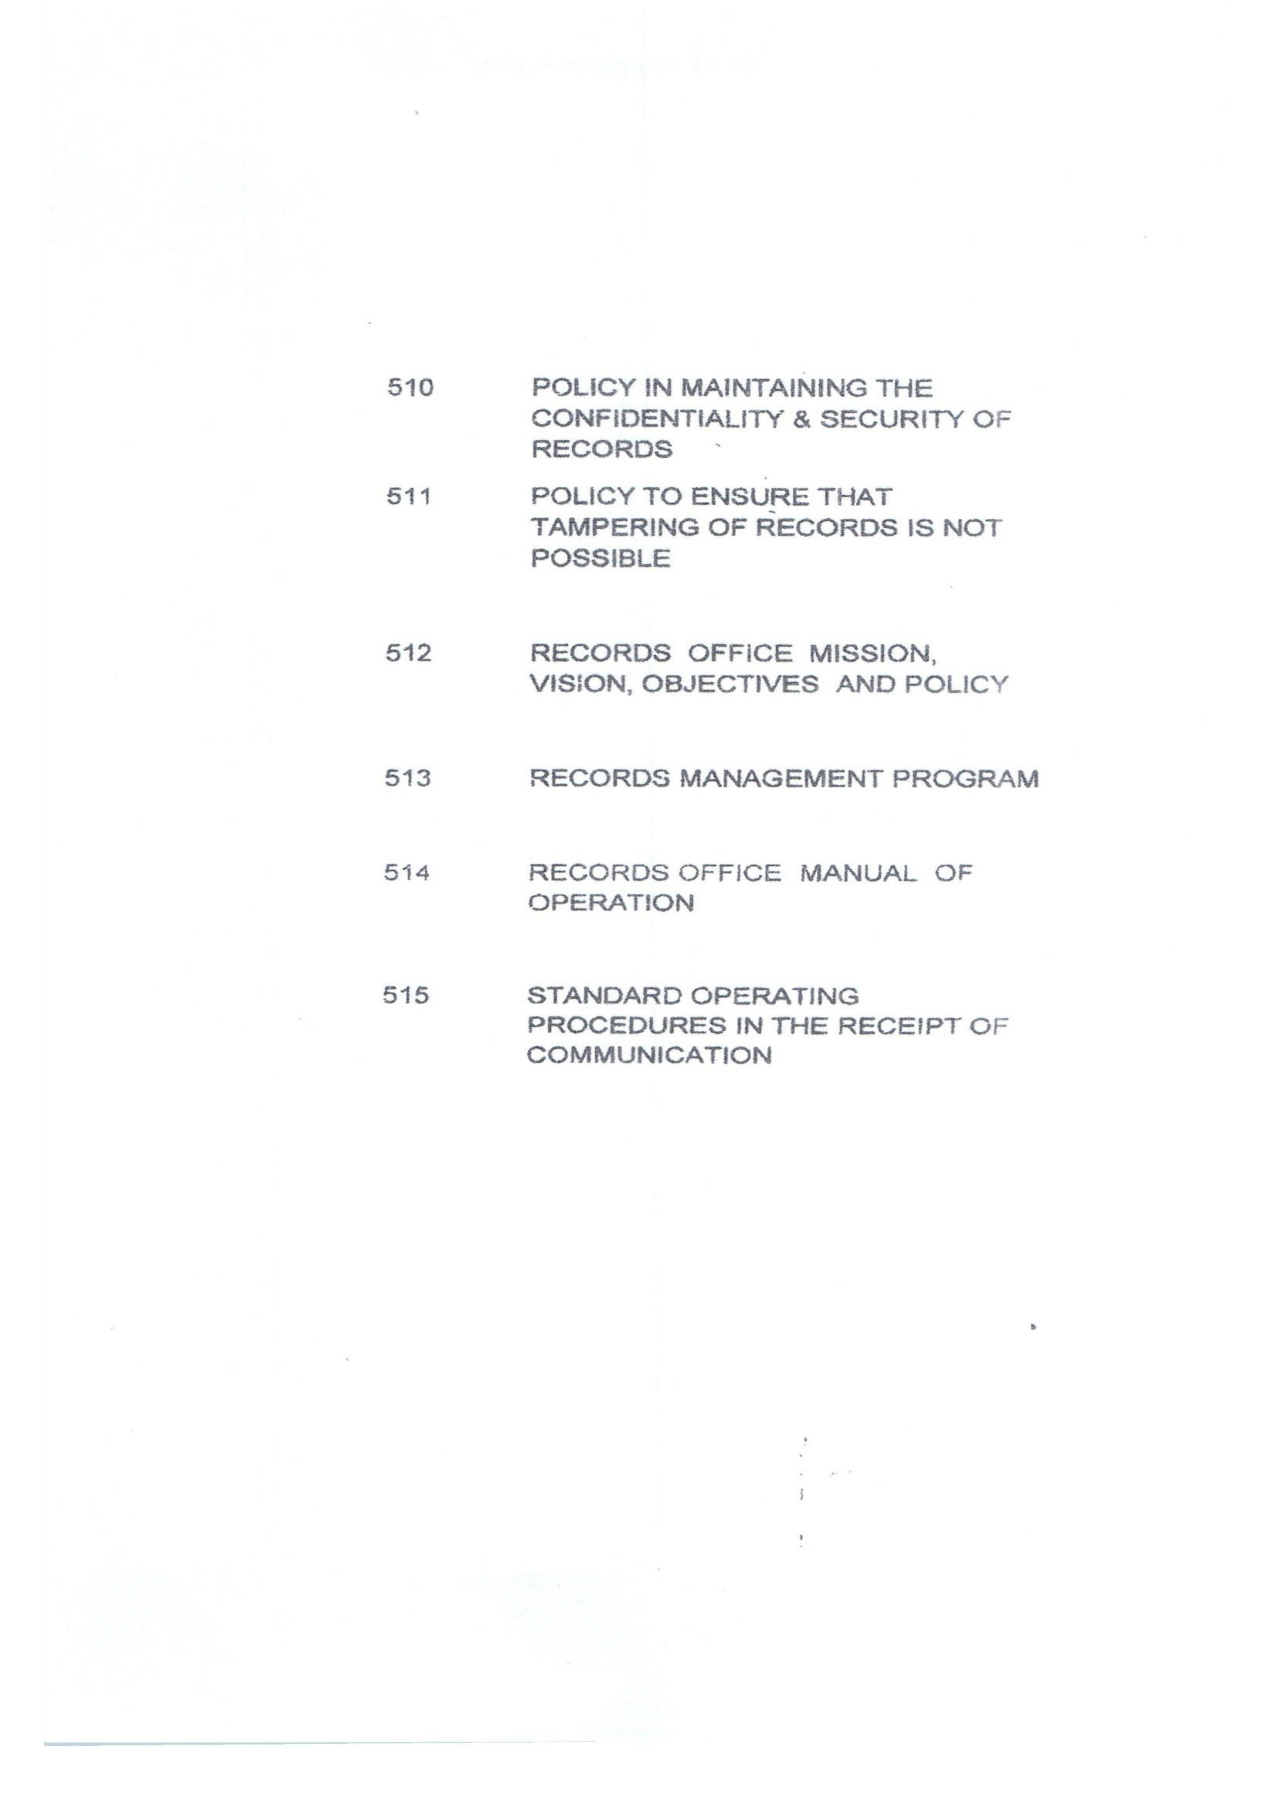 510 POLICY IN MAINTAINING THE
CONFIDENTIALITY & SECURITY OF
RECORDS
511 POLICY TO ENSURE THAT
TAMPERING OF RECORDS IS NOT
POSSIBLE
512 RECORDS OFFICE MISSION,
VISION, OBJECTIVES AND POLICY
513 RECORDS MANAGEMENT PROGRAM
514 RECORDS OFFICE MANUAL OF
OPERATION
515 STANDARD OPERATING
PROCEDURES IN THE RECEIPT OF
COMMUNICATION